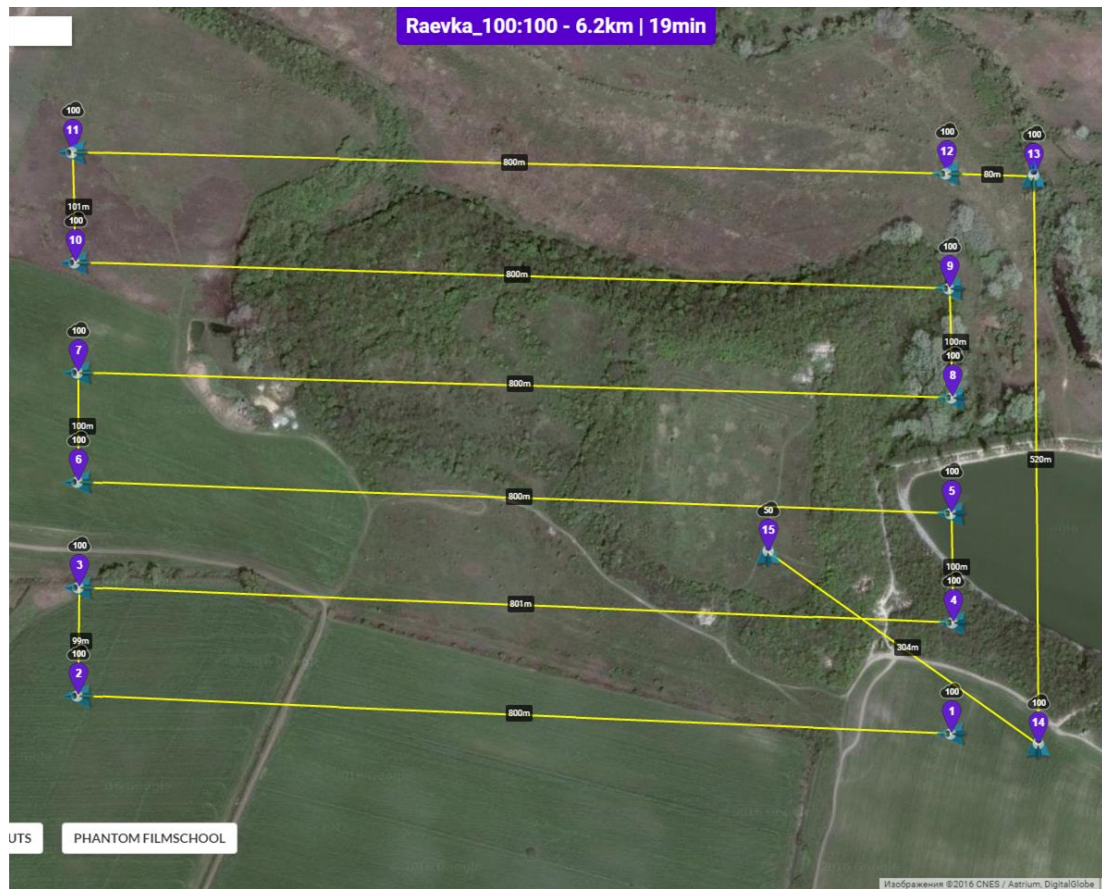 Raevka_100:100 - 6.2km | 19min
100
11
100
12
100
13
800m
80m
101m
100
10
100
9
800m
100
7
100m
100
8
800m
100m
100
6
520m
100
5
800m
50
15
100
3
100m
100
4
801m
99m
304m
100
2
100
1
100
14
800m
UTS
PHANTOM FILMSCHOOL
Изображения ©2016 CNES / Astrium, DigitalGlobe